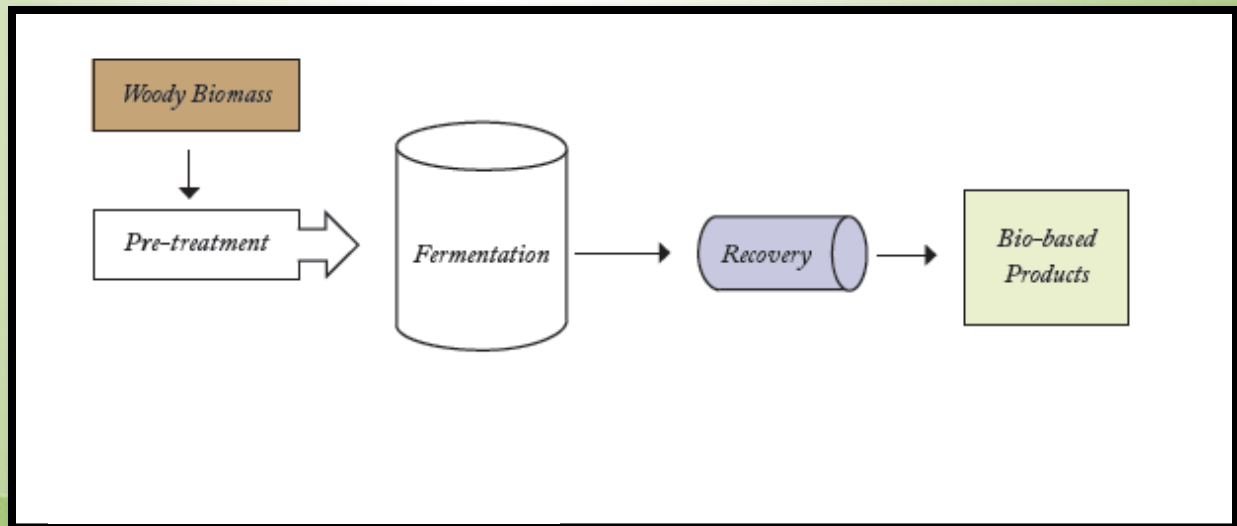 Woody Biomass
Pre-treatment
Fermentation
Recovery
Bio-based
Products